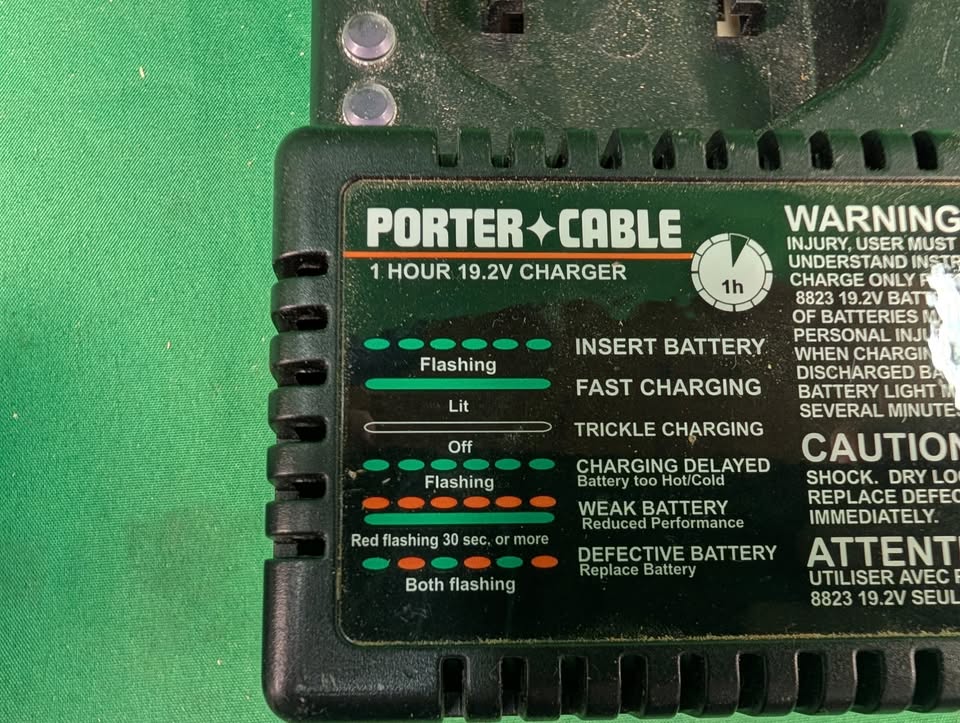 PORTER CABLE
1 HOUR 19.2V CHARGER
1h
INSERT BATTERY
Flashing
FAST CHARGING
Lit
TRICKLE CHARGING
Off
CHARGING DELAYED
Battery too Hot/Cold
Flashing
WEAK BATTERY
Reduced Performance
Red flashing 30 sec. or more
DEFECTIVE BATTERY
Replace Battery
Both flashing
WARNING
INJURY, USER MUST
UNDERSTAND
CHARGE ONLY
8823 19.2V
OF BATTERIES
PERSONAL
WHEN
DISCHARGED
BATTERY LIGHT
SEVERAL MINUTES
CAUTION
SHOCK. DRY
REPLACE
IMMEDIATELY.
UTILISER AVEC
8823 19.2V